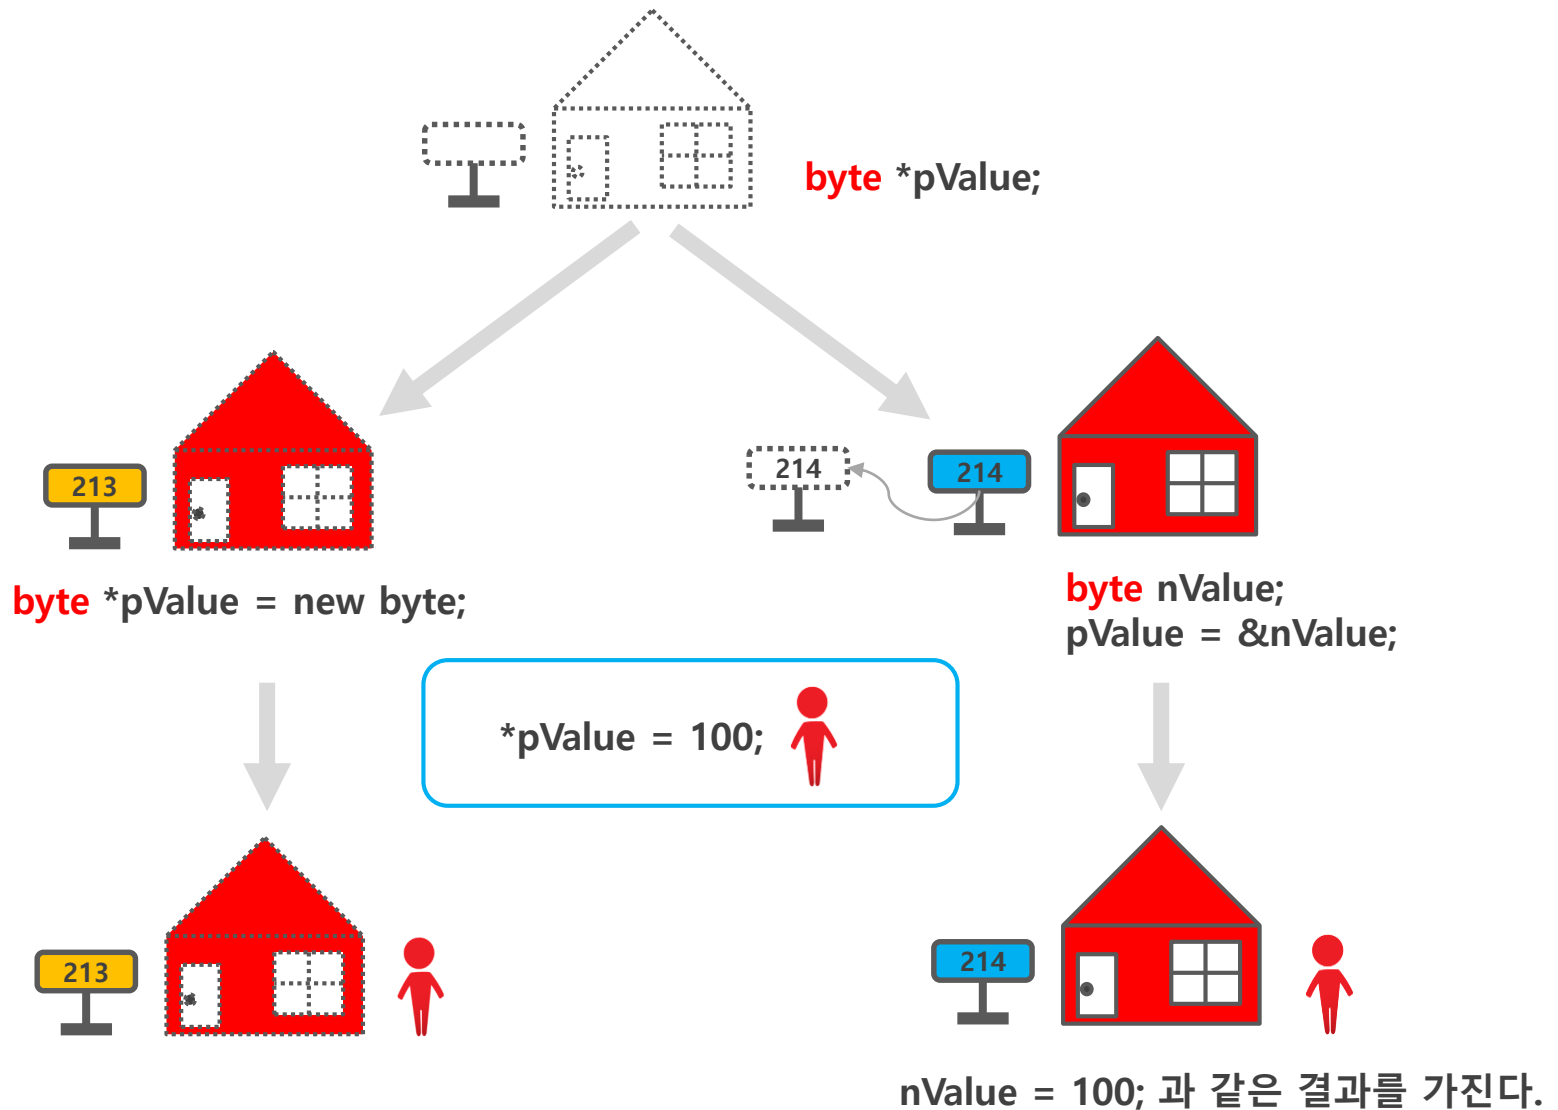 byte *pValue;
213
214
214
byte *pValue = new byte;
byte nValue;
pValue = &nValue;
*pValue = 100;
213
214
nValue = 100; 과 같은 결과를 가진다.